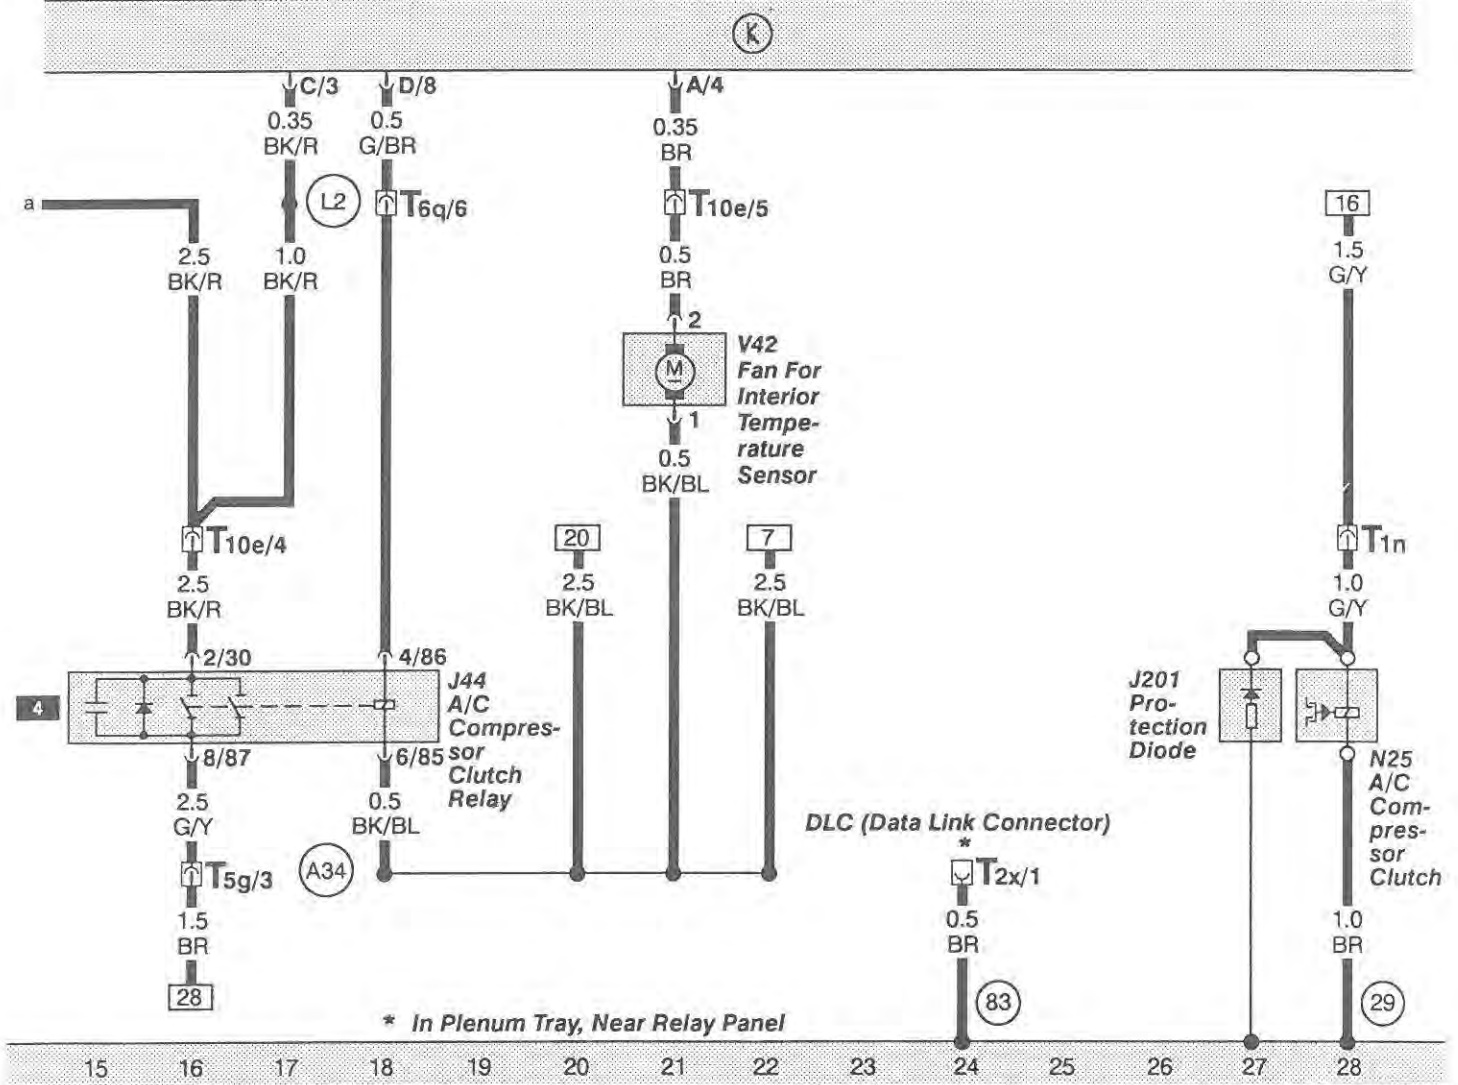 K
C/3
D/8
A/4
0.35
BK/R
0.5
G/BR
0.35
BR
a
L2
T6q/6
T10e/5
16
2.5
BK/R
1.0
BK/R
0.5
BR
1.5
G/Y
2
M
V42
Fan For
Interior
Tempe-
rature
Sensor
1
0.5
BK/BL
T10e/4
20
7
T1n
2.5
BK/R
2.5
BK/BL
2.5
BK/BL
1.0
G/Y
2/30
4/86
4
J44
A/C
Compres-
sor
Clutch
Relay
J201
Pro-
tection
Diode
8/87
6/85
N25
A/C
Com-
pres-
sor
Clutch
2.5
G/Y
0.5
BK/BL
DLC (Data Link Connector)
*
T5g/3
A34
T2x/1
1.5
BR
0.5
BR
1.0
BR
28
83
29
* In Plenum Tray, Near Relay Panel
15 16 17 18 19 20 21 22 23 24 25 26 27 28